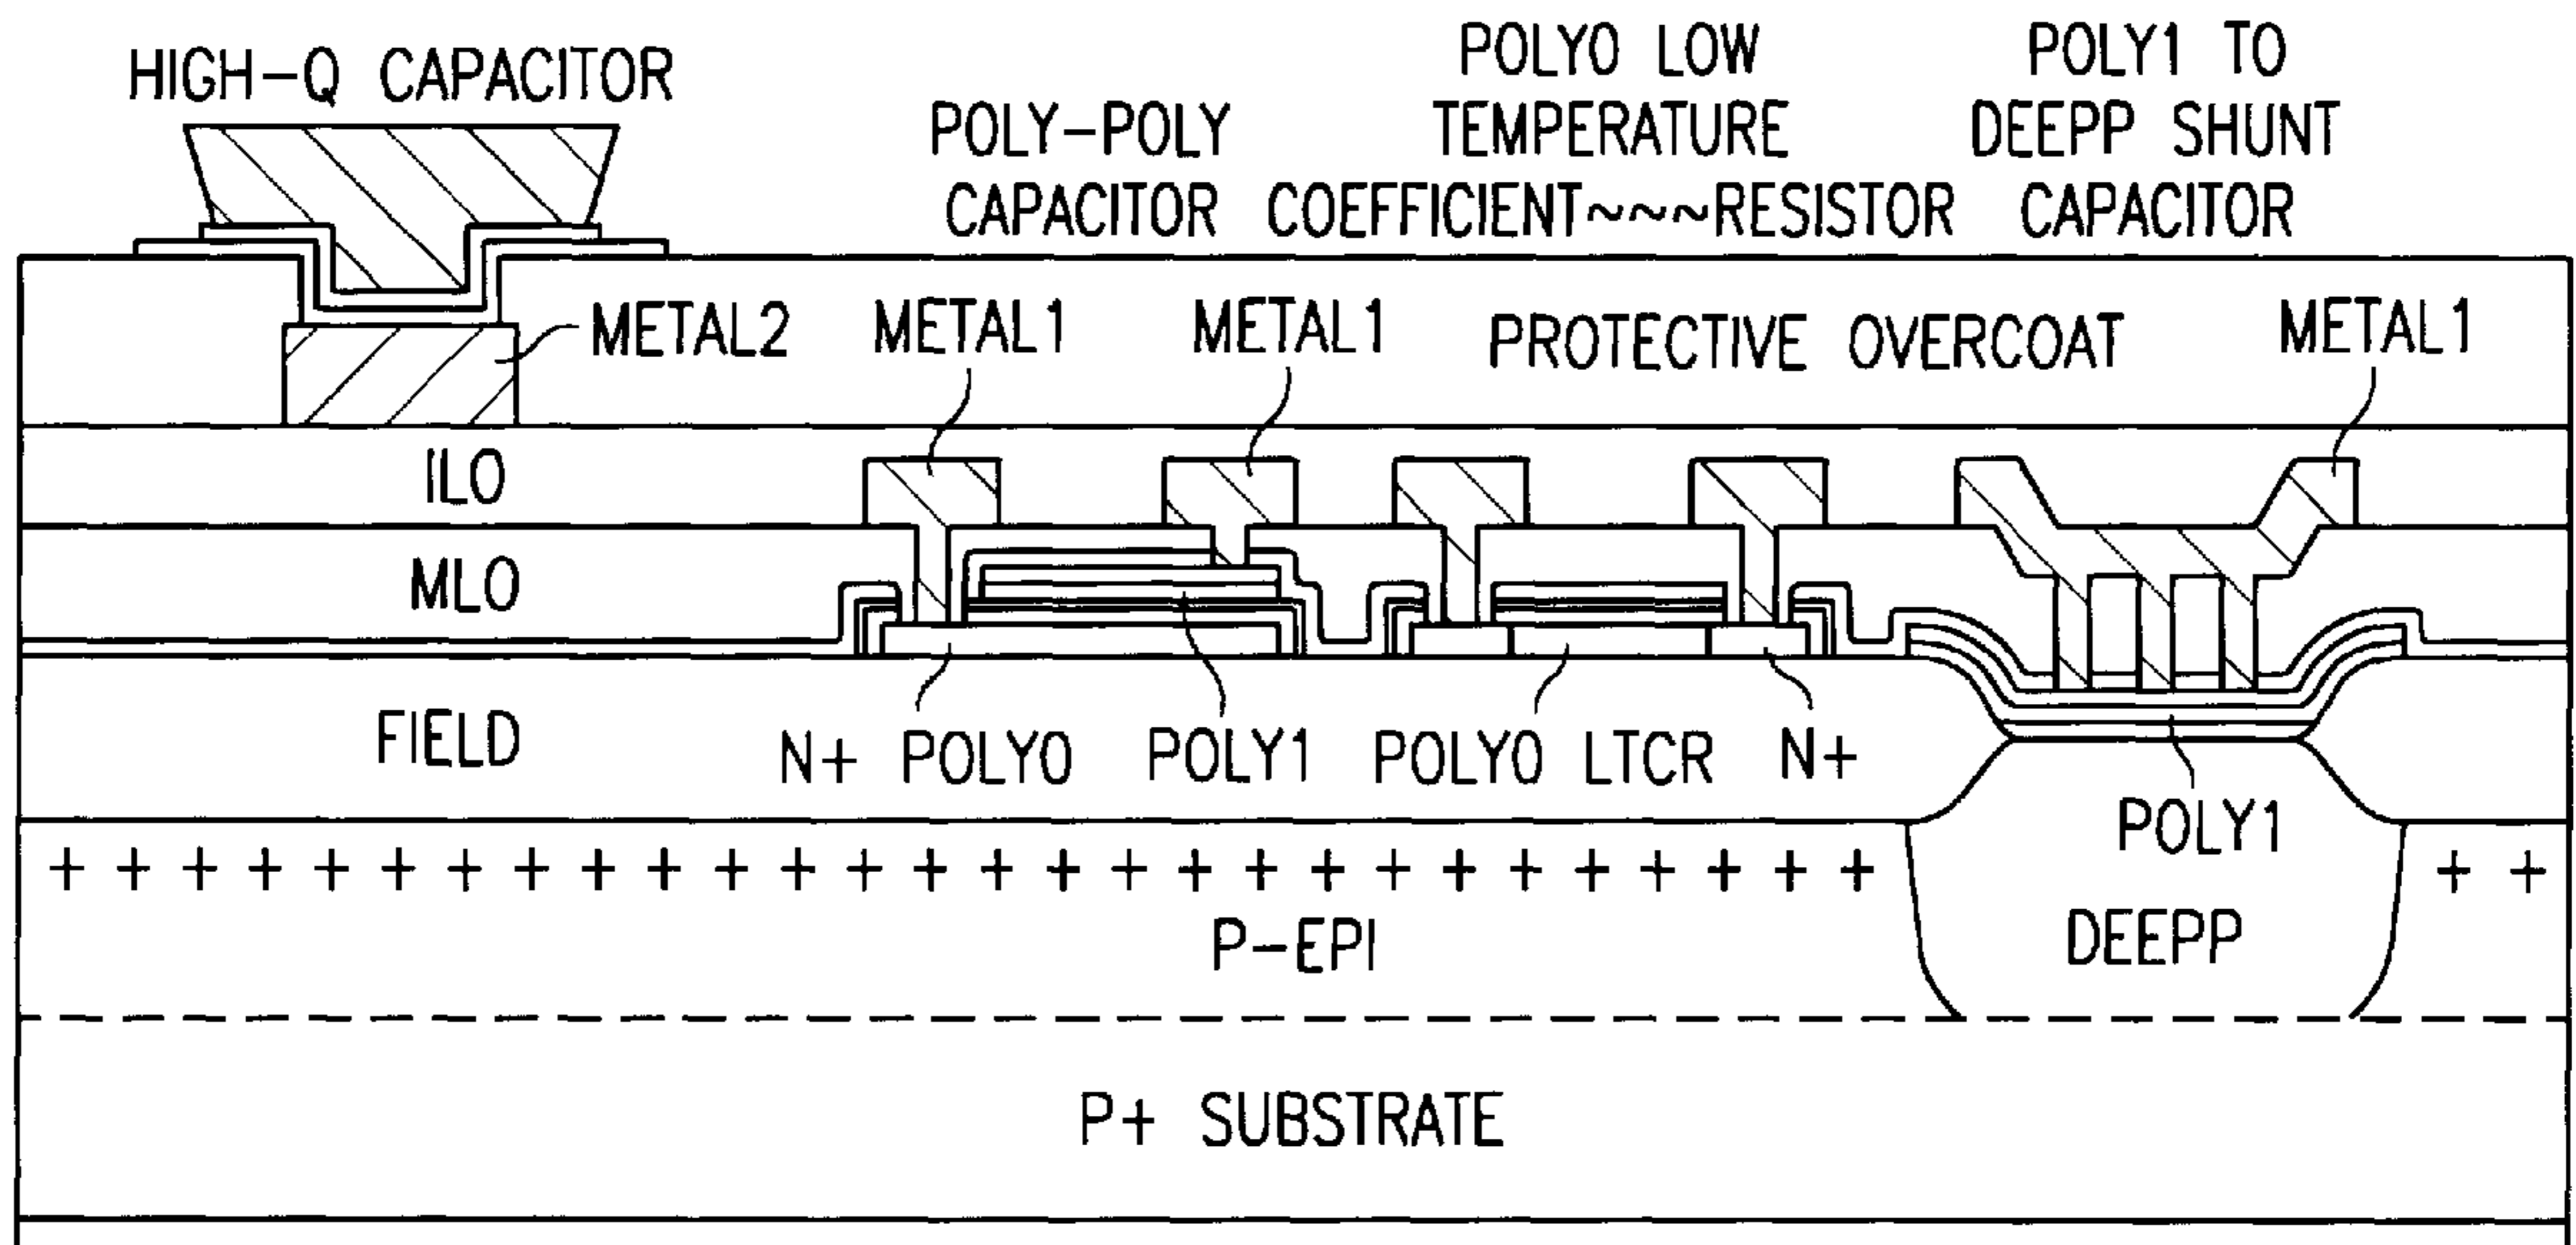 HIGH-Q CAPACITOR
POLY-POLY
CAPACITOR
POLY0 LOW
TEMPERATURE
COEFFICIENT~~~RESISTOR
POLY1 TO
DEEPP SHUNT
CAPACITOR
METAL2
METAL1
METAL1
PROTECTIVE OVERCOAT
METAL1
ILO
MLO
FIELD
N+ POLY0
POLY1
POLY0 LTCR
N+
POLY1
+ + + + + + + + + + + + + + + + + + + + + + + + + + + + + +
P-EPI
DEEPP
P+ SUBSTRATE